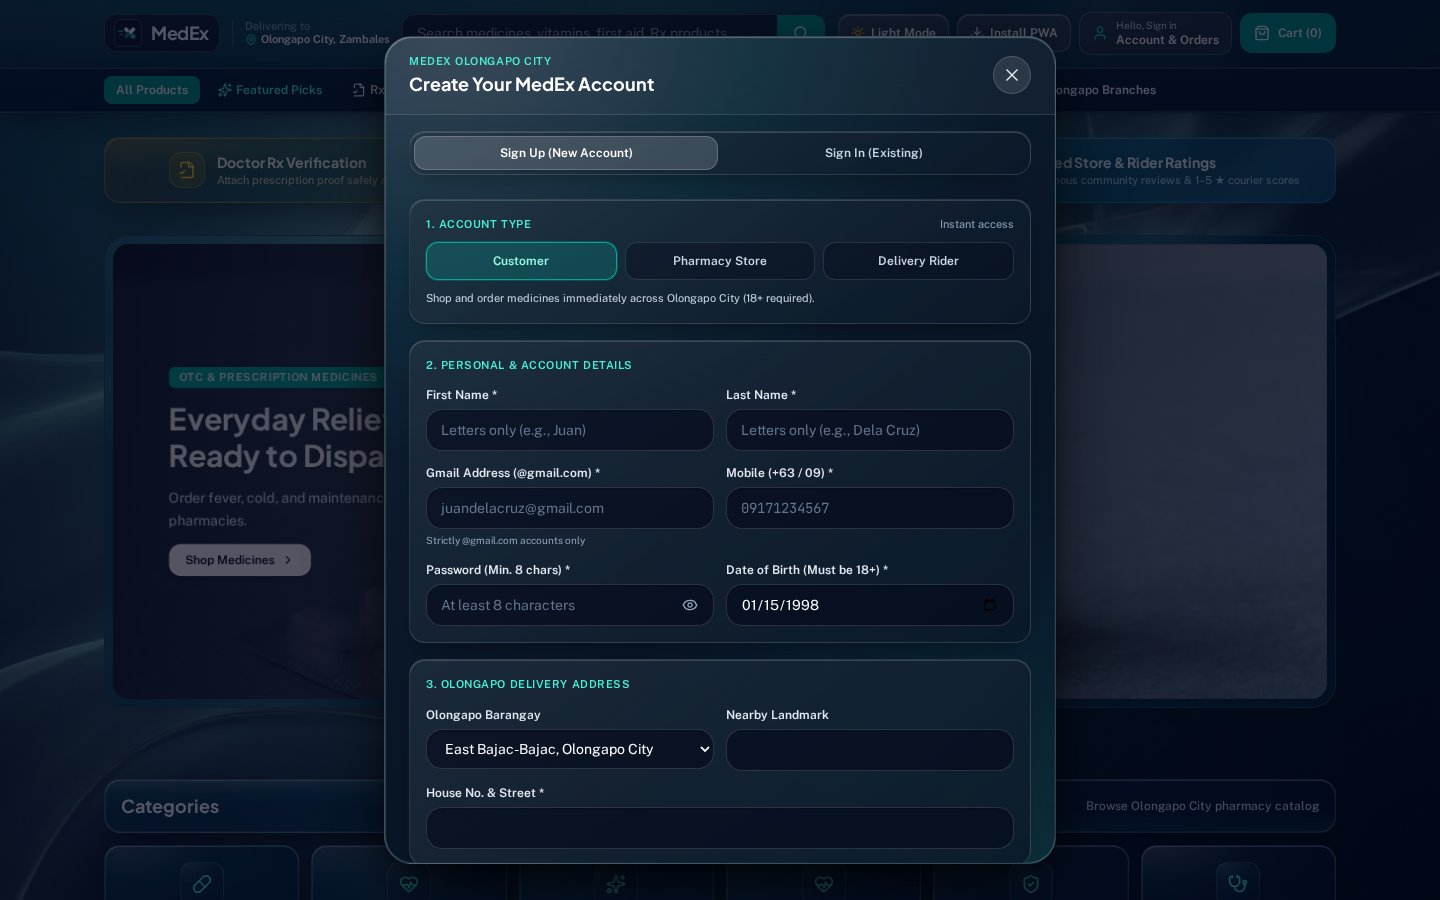 MedEx
Delivering to
Olongapo City, Zambales
Search medicines, vitamins, first aid, Rx products
Light Mode
Install PWA
Hello, Sign in
Account & Orders
Cart (0)
All Products
Featured Picks
Rx
Branches
MEDEX OLONGAPO CITY
Create Your MedEx Account
Sign Up (New Account)
Sign In (Existing)
Doctor Rx Verification
Attach prescription proof safely
Store & Rider Ratings
community reviews & 1–5 ★ courier scores
1. ACCOUNT TYPE
Instant access
Customer
Pharmacy Store
Delivery Rider
Shop and order medicines immediately across Olongapo City (18+ required).
2. PERSONAL & ACCOUNT DETAILS
First Name *
Last Name *
Letters only (e.g., Juan)
Letters only (e.g., Dela Cruz)
Gmail Address (@gmail.com) *
Mobile (+63 / 09) *
juandelacruz@gmail.com
09171234567
Strictly @gmail.com accounts only
Password (Min. 8 chars) *
Date of Birth (Must be 18+) *
At least 8 characters
01/15/1998
OTC & PRESCRIPTION MEDICINES
Everyday
Ready to
Order fever, cold, and
pharmacies.
Shop Medicines
3. OLONGAPO DELIVERY ADDRESS
Olongapo Barangay
Nearby Landmark
East Bajac-Bajac, Olongapo City
House No. & Street *
Categories
Browse Olongapo City pharmacy catalog